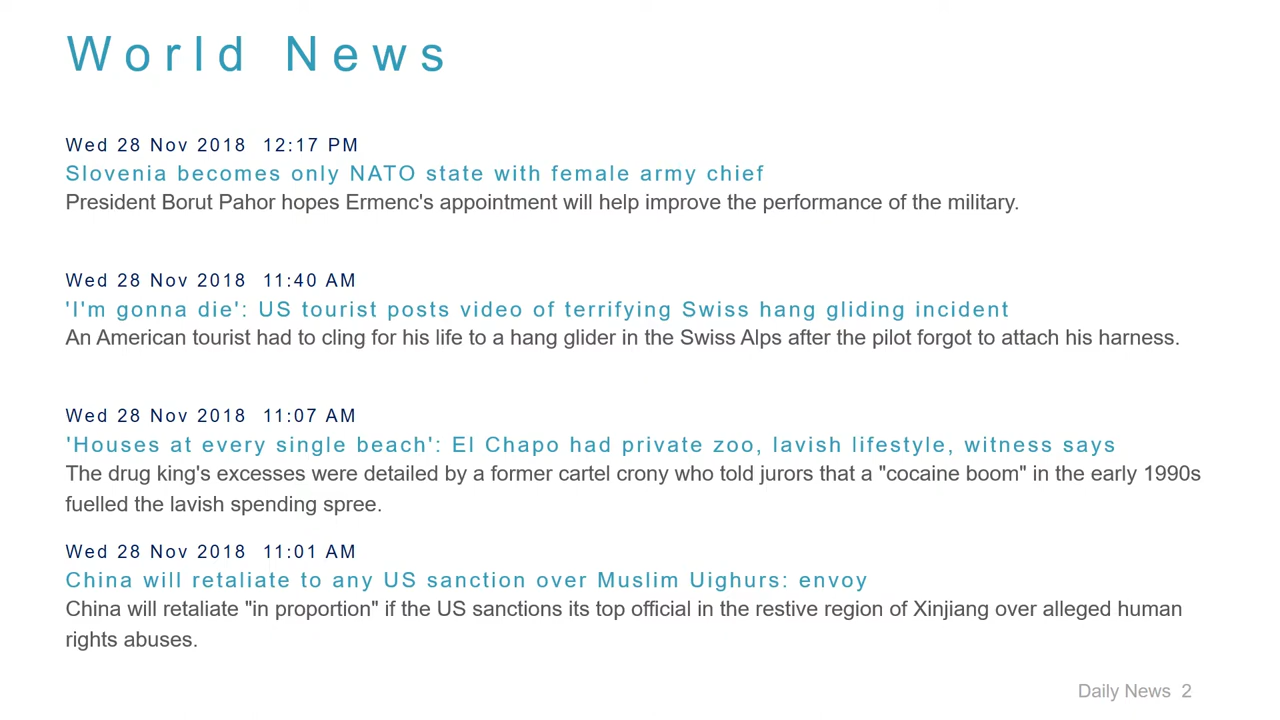 World News
Wed 28 Nov 2018 12:17 PM
Slovenia becomes only NATO state with female army chief
President Borut Pahor hopes Ermenc's appointment will help improve the performance of the military.
Wed 28 Nov 2018 11:40 AM
'I'm gonna die': US tourist posts video of terrifying Swiss hang gliding incident
An American tourist had to cling for his life to a hang glider in the Swiss Alps after the pilot forgot to attach his harness.
Wed 28 Nov 2018 11:07 AM
'Houses at every single beach': El Chapo had private zoo, lavish lifestyle, witness says
The drug king's excesses were detailed by a former cartel crony who told jurors that a "cocaine boom" in the early 1990s
fuelled the lavish spending spree.
Wed 28 Nov 2018 11:01 AM
China will retaliate to any US sanction over Muslim Uighurs: envoy
China will retaliate "in proportion" if the US sanctions its top official in the restive region of Xinjiang over alleged human
rights abuses.
Daily News 2